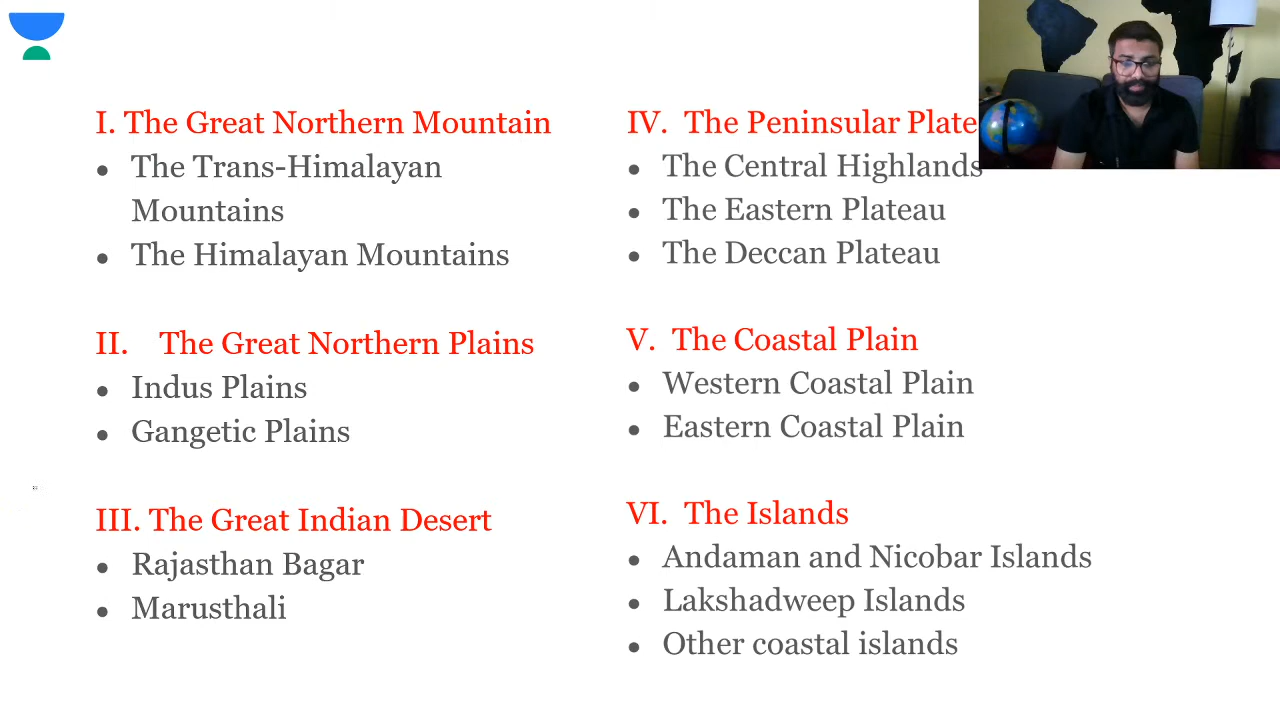 I. The Great Northern Mountain
● The Trans-Himalayan
Mountains
● The Himalayan Mountains
II. The Great Northern Plains
● Indus Plains
● Gangetic Plains
III. The Great Indian Desert
● Rajasthan Bagar
● Marusthali
IV. The Peninsular Plate
● The Central Highlands
● The Eastern Plateau
● The Deccan Plateau
V. The Coastal Plain
● Western Coastal Plain
● Eastern Coastal Plain
VI. The Islands
● Andaman and Nicobar Islands
● Lakshadweep Islands
● Other coastal islands